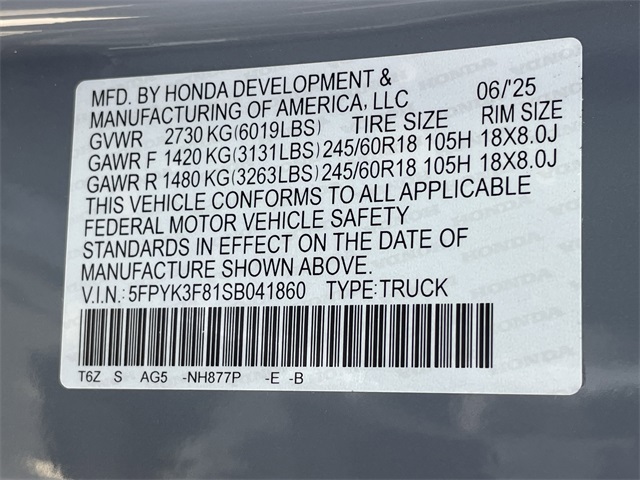 MFD. BY HONDA DEVELOPMENT & 06/'25
MANUFACTURING OF AMERICA, LLC
GVWR 2730 KG(6019LBS) TIRE SIZE RIM SIZE
GAWR F 1420 KG(3131LBS) 245/60R18 105H 18X8.0J
GAWR R 1480 KG(3263LBS) 245/60R18 105H 18X8.0J
THIS VEHICLE CONFORMS TO ALL APPLICABLE
FEDERAL MOTOR VEHICLE SAFETY
STANDARDS IN EFFECT ON THE DATE OF
MANUFACTURE SHOWN ABOVE.
V.I.N.: 5FPYK3F81SB041860 TYPE:TRUCK
T6Z S AG5 -NH877P -E -B